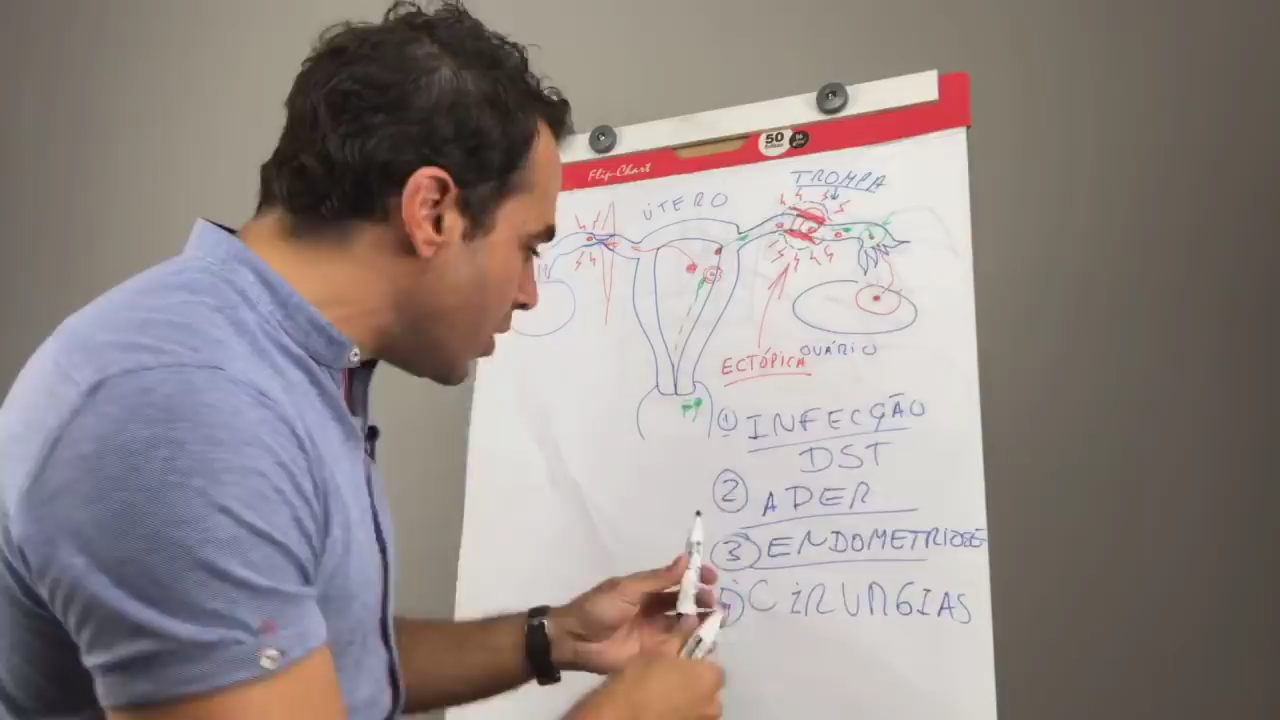 50
Flip-Chart
TROMPA
ÚTERO
OVÁRIO
ECTÓPICA
1 INFECÇÃO
DST
2 ADER
3 ENDOMETRIOSE
CIRURGIAS